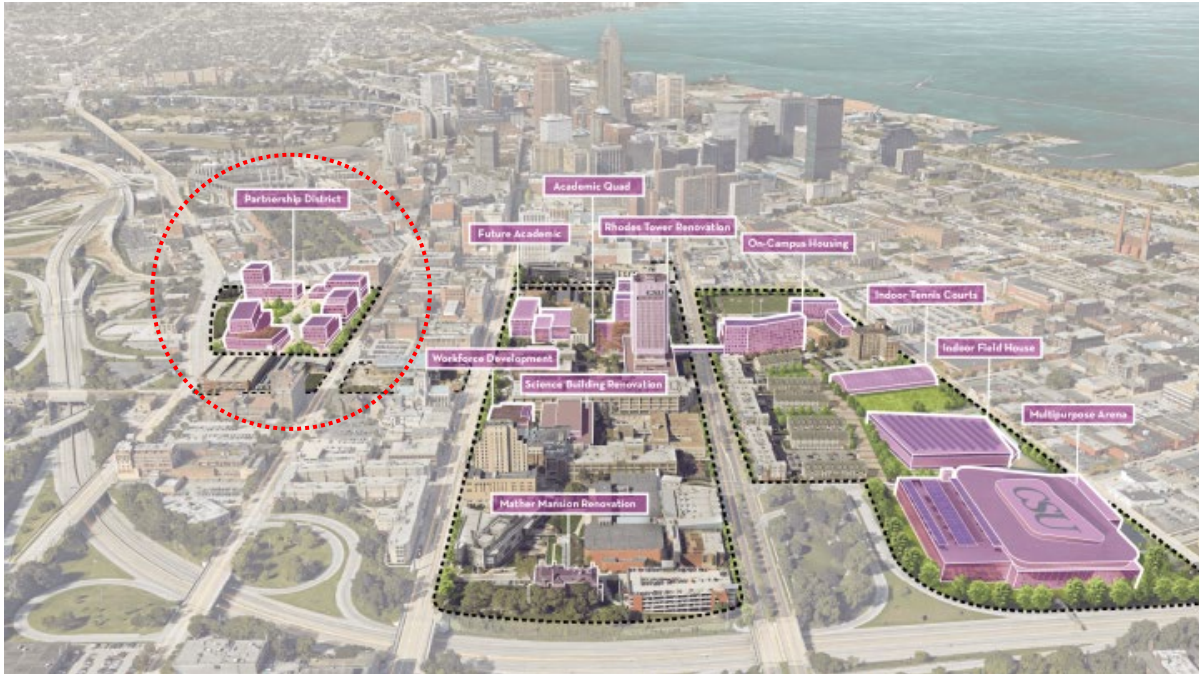 Partnership District
Academic Quad
Future Academic
Rhodes Tower Renovation
On-Campus Housing
Indoor Tennis Courts
Indoor Field House
Workforce Development
Science Building Renovation
Multipurpose Arena
Mather Mansion Renovation
CSU
CSU